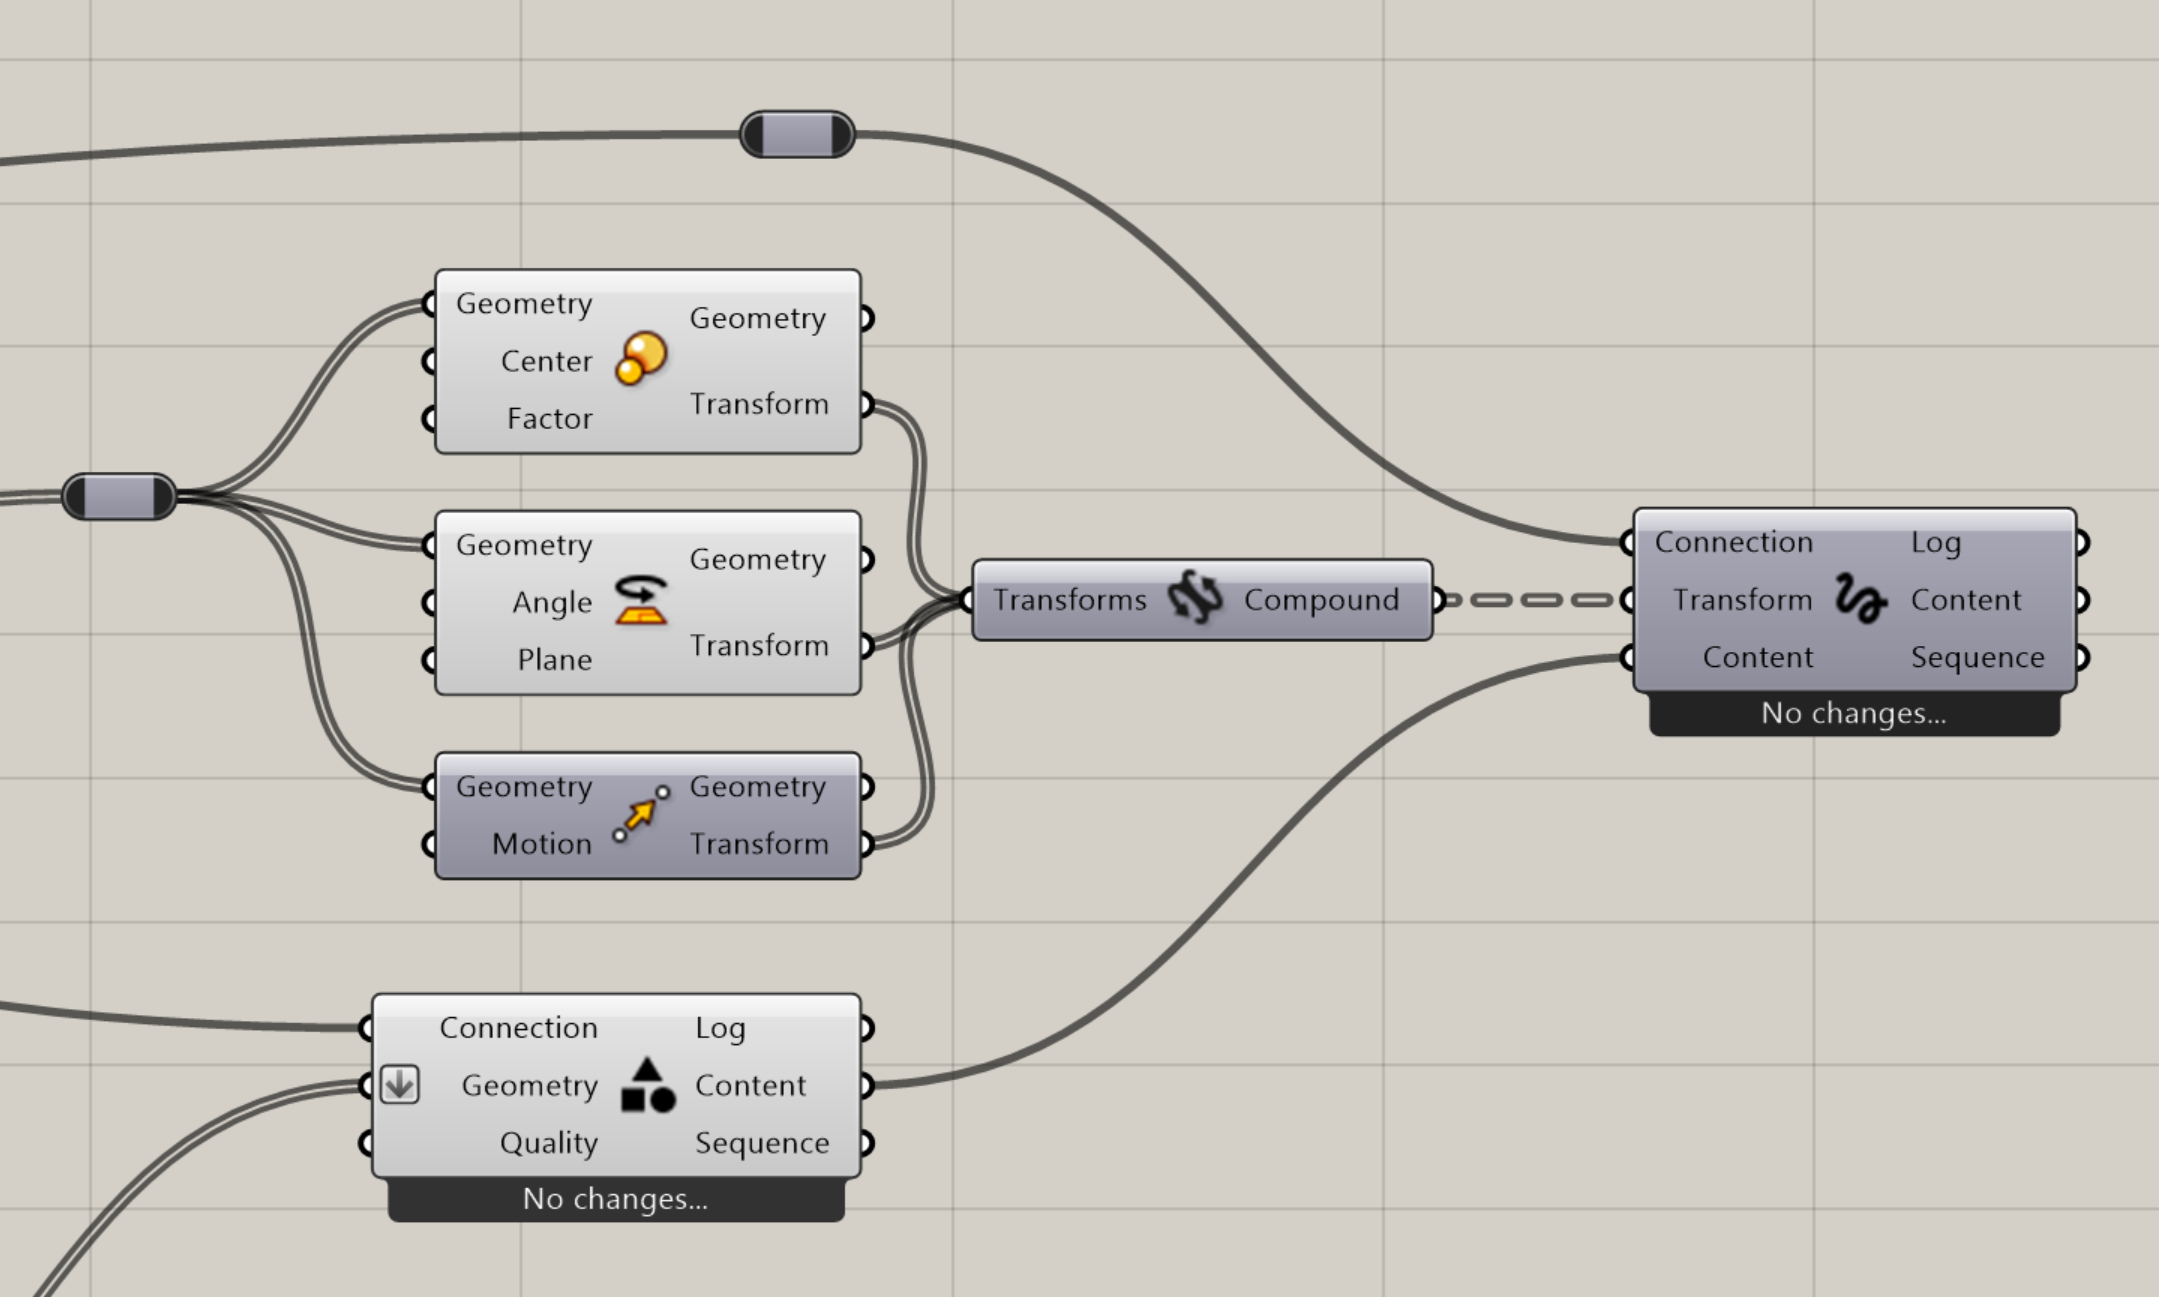 Geometry
Center
Factor
Geometry
Transform
Geometry
Angle
Plane
Geometry
Transform
Geometry
Motion
Geometry
Transform
Transforms
Compound
Connection
Transform
Content
Log
Content
Sequence
No changes...
Connection
Geometry
Quality
Log
Content
Sequence
No changes...